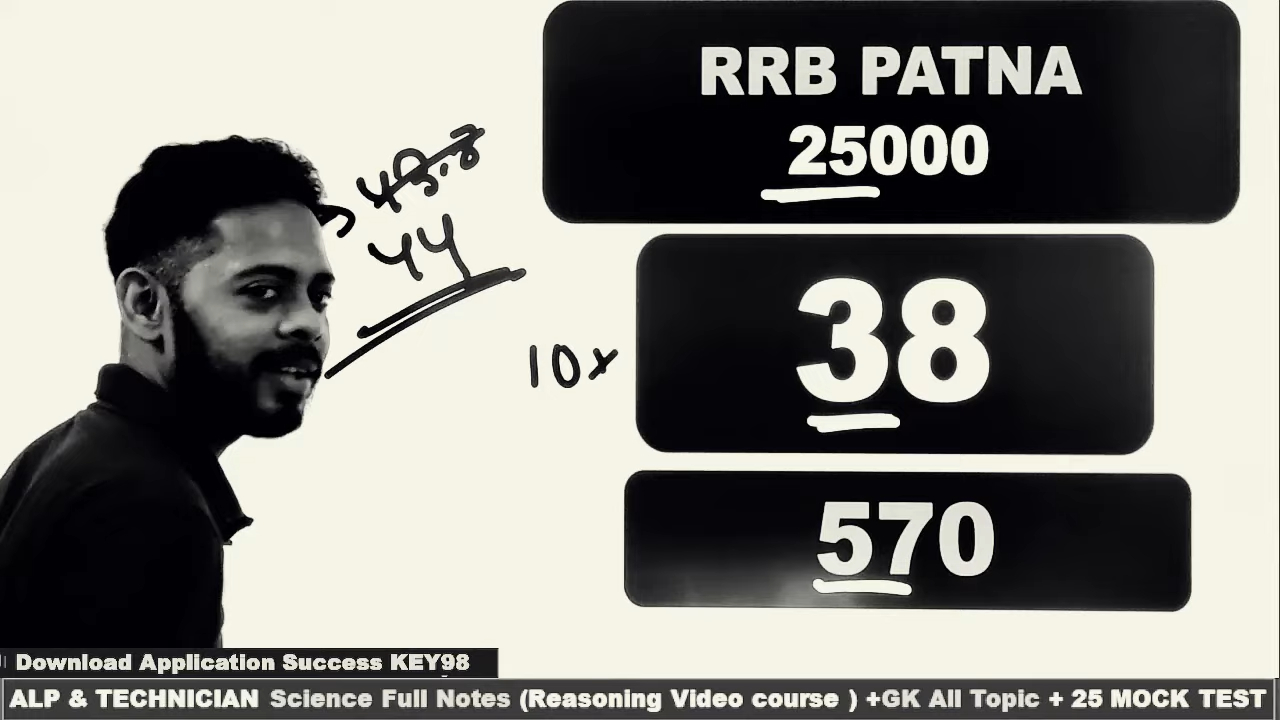 RRB PATNA
25000
44
10x
38
570
Download Application Success KEY98
ALP & TECHNICIAN Science Full Notes (Reasoning Video course ) +GK All Topic + 25 MOCK TEST